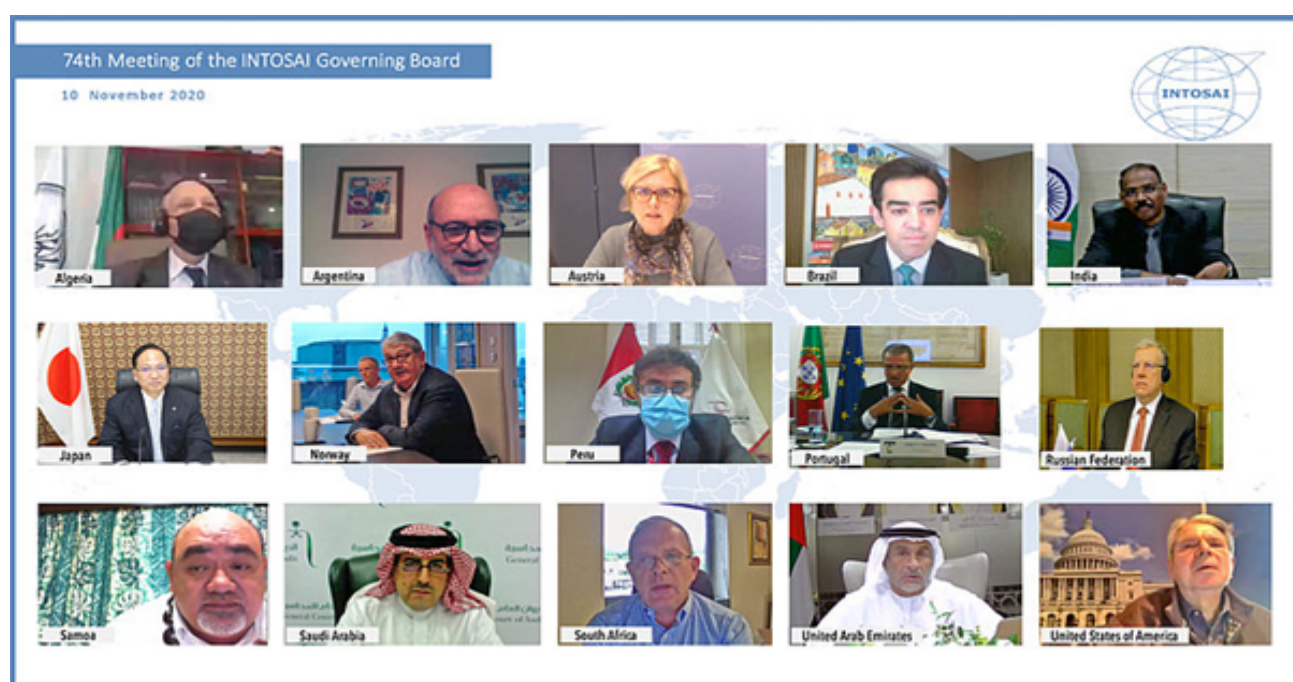 74th Meeting of the INTOSAI Governing Board
10 November 2020
INTOSAI
Algeria
Argentina
Austria
Brazil
India
Japan
Norway
Peru
Portugal
Russian Federation
Samoa
Saudi Arabia
South Africa
United Arab Emirates
United States of America